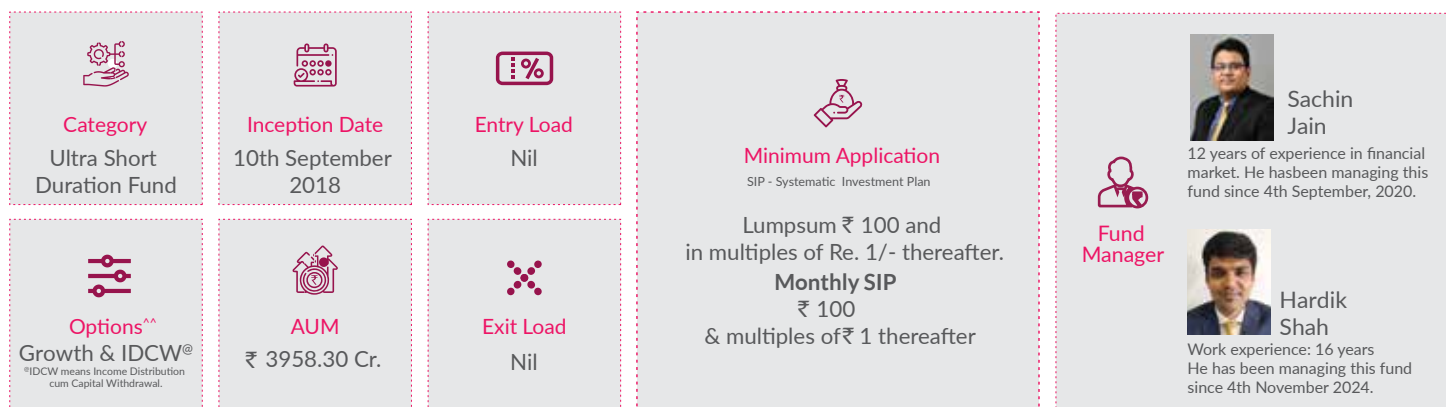 Category
Ultra Short
Duration Fund
Inception Date
10th September
2018
Entry Load
Nil
Options^^
Growth & IDCW@
@IDCW means Income Distribution
cum Capital Withdrawal.
AUM
₹ 3958.30 Cr.
Exit Load
Nil
Minimum Application
SIP - Systematic Investment Plan
Lumpsum ₹ 100 and
in multiples of Re. 1/- thereafter.
Monthly SIP
₹ 100
& multiples of₹ 1 thereafter
Fund
Manager
Sachin
Jain
12 years of experience in financial
market. He hasbeen managing this
fund since 4th September, 2020.
Hardik
Shah
Work experience: 16 years
He has been managing this fund
since 4th November 2024.